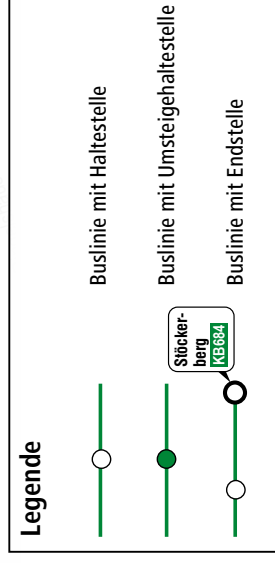 Legende
Buslinie mit Haltestelle
Buslinie mit Umsteigehaltestelle
Stöcker-
berg
KB684
Buslinie mit Endstelle